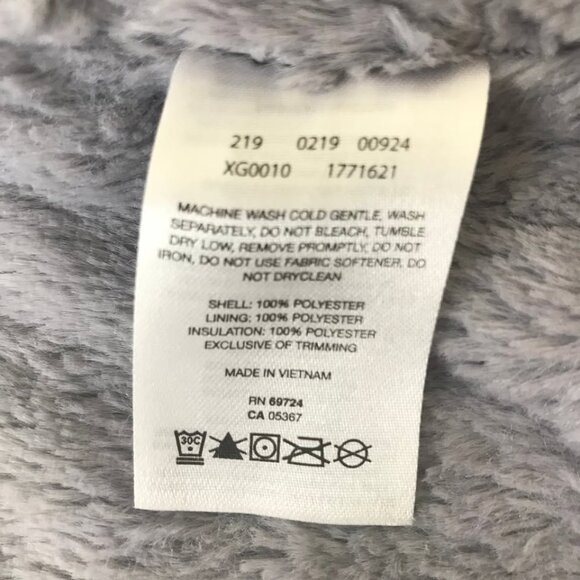 219 0219 00924
XG0010 1771621
MACHINE WASH COLD GENTLE, WASH
SEPARATELY, DO NOT BLEACH, TUMBLE
DRY LOW, REMOVE PROMPTLY, DO NOT
IRON, DO NOT USE FABRIC SOFTENER, DO
NOT DRYCLEAN
SHELL: 100% POLYESTER
LINING: 100% POLYESTER
INSULATION: 100% POLYESTER
EXCLUSIVE OF TRIMMING
MADE IN VIETNAM
RN 69724
CA 05367
30C